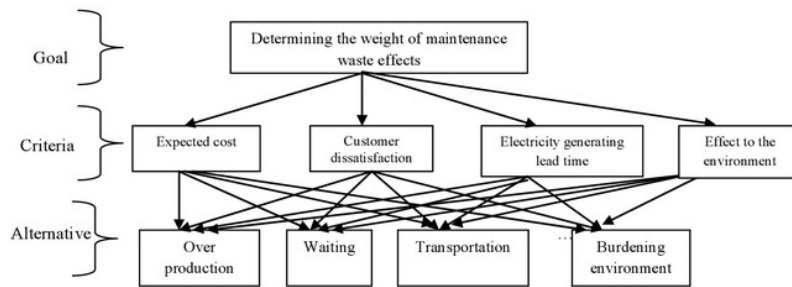 Goal
Determining the weight of maintenance
waste effects
Criteria
Expected cost
Customer
dissatisfaction
Electricity generating
lead time
Effect to the
environment
Alternative
Over
production
Waiting
Transportation
...
Burdening
environment